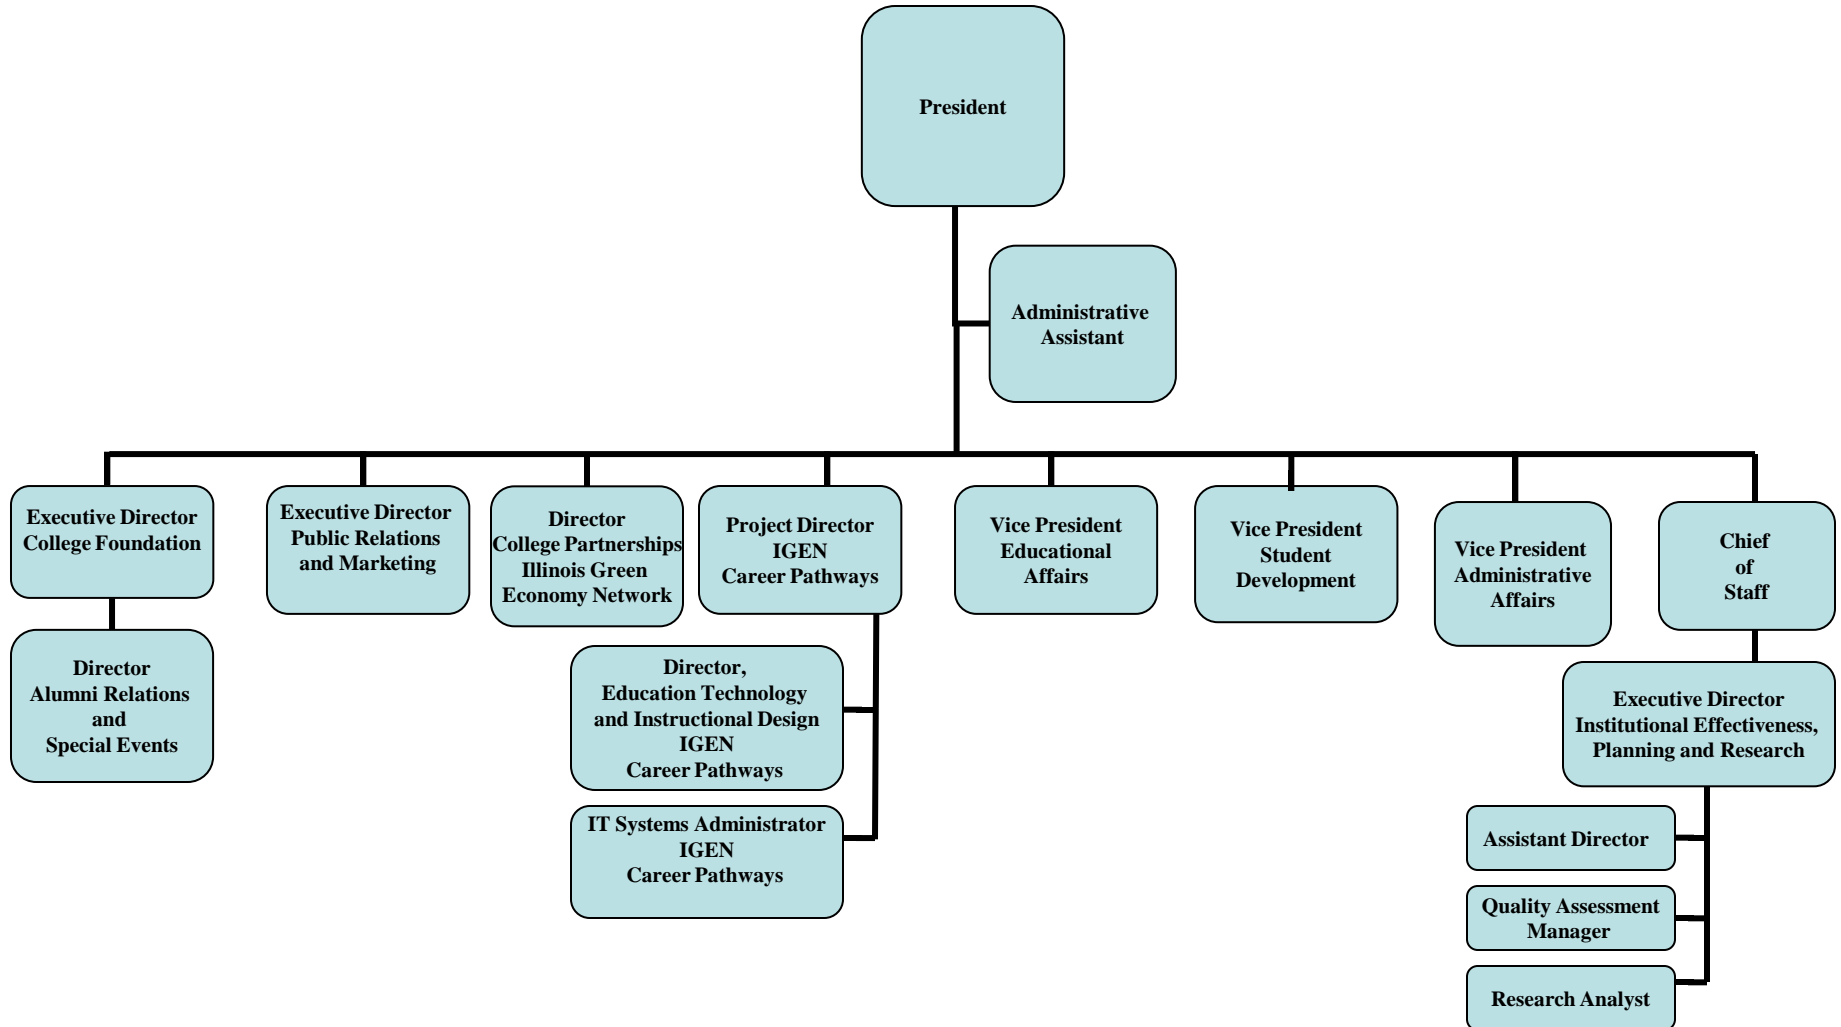 President
Administrative
Assistant
Executive Director
College Foundation
Executive Director
Public Relations
and Marketing
Director
College Partnerships
Illinois Green
Economy Network
Project Director
IGEN
Career Pathways
Vice President
Educational
Affairs
Vice President
Student
Development
Vice President
Administrative
Affairs
Chief
of
Staff
Director
Alumni Relations
and
Special Events
Director,
Education Technology
and Instructional Design
IGEN
Career Pathways
IT Systems Administrator
IGEN
Career Pathways
Executive Director
Institutional Effectiveness,
Planning and Research
Assistant Director
Quality Assessment
Manager
Research Analyst